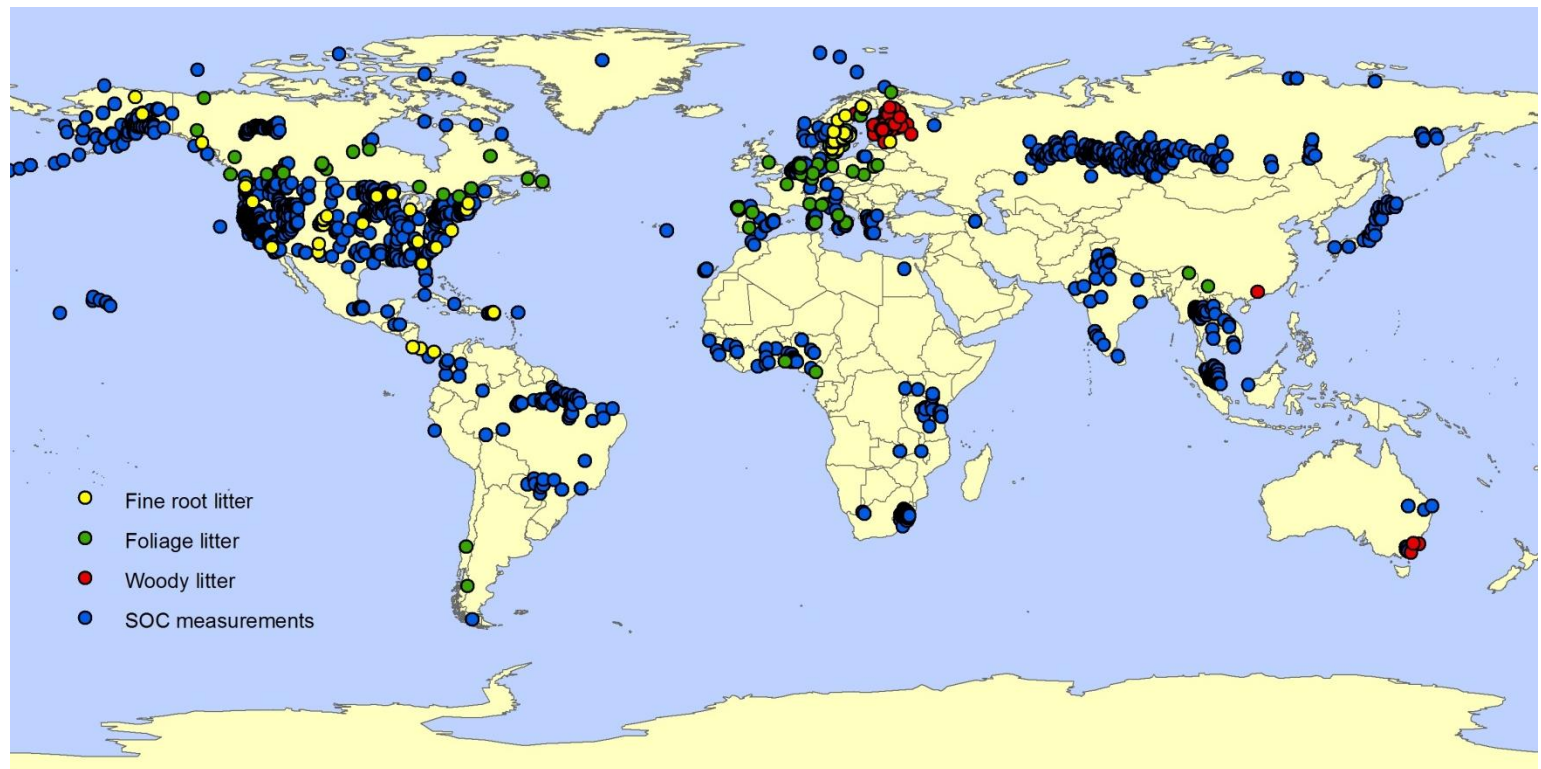 Fine root litter
Foliage litter
Woody litter
SOC measurements